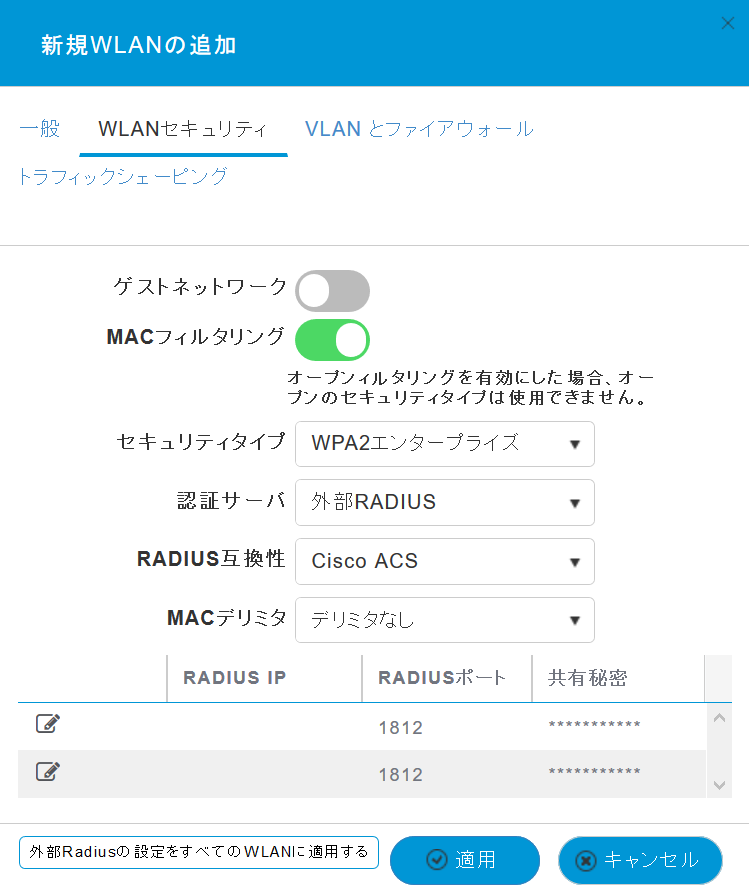 新規WLANの追加
一般 WLANセキュリティ VLAN とファイアウォール
トラフィックシェーピング
ゲストネットワーク
MACフィルタリング
オープンィルタリングを有効にした場合、オー
プンのセキュリティタイプは使用できません。
セキュリティタイプ WPA2エンタープライズ
認証サーバ 外部RADIUS
RADIUS互換性 Cisco ACS
MACデリミタ デリミタなし
RADIUS IP RADIUSポート 共有秘密
1812 ***********
1812 ***********
外部Radiusの設定をすべてのWLANに適用する 適用 キャンセル